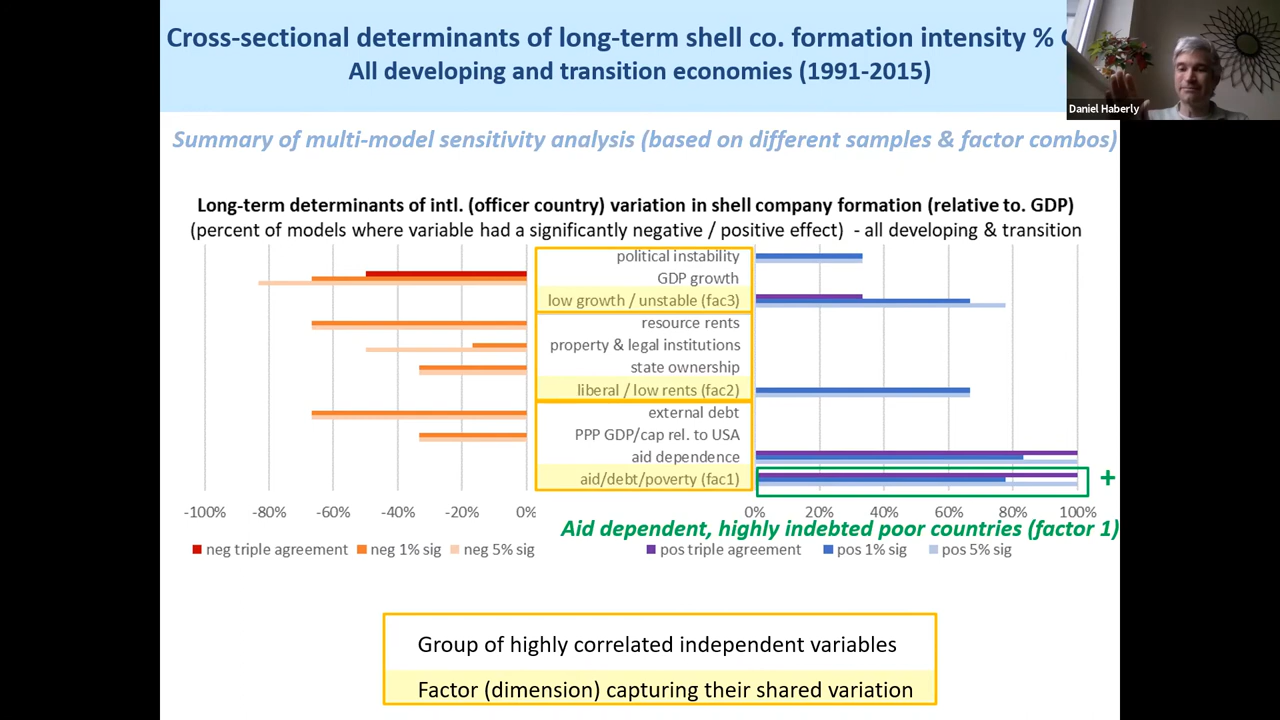 Cross-sectional determinants of long-term shell co. formation intensity %
All developing and transition economies (1991-2015)
Daniel Haberly
Summary of multi-model sensitivity analysis (based on different samples & factor combos)
Long-term determinants of intl. (officer country) variation in shell company formation (relative to. GDP)
(percent of models where variable had a significantly negative / positive effect) - all developing & transition
political instability
GDP growth
low growth / unstable (fac3)
resource rents
property & legal institutions
state ownership
liberal / low rents (fac2)
external debt
PPP GDP/cap rel. to USA
aid dependence
aid/debt/poverty (fac1)
+
-100% -80% -60% -40% -20% 0% 0% 20% 40% 60% 80% 100%
Aid dependent, highly indebted poor countries (factor 1)
neg triple agreement neg 1% sig neg 5% sig pos triple agreement pos 1% sig pos 5% sig
Group of highly correlated independent variables
Factor (dimension) capturing their shared variation